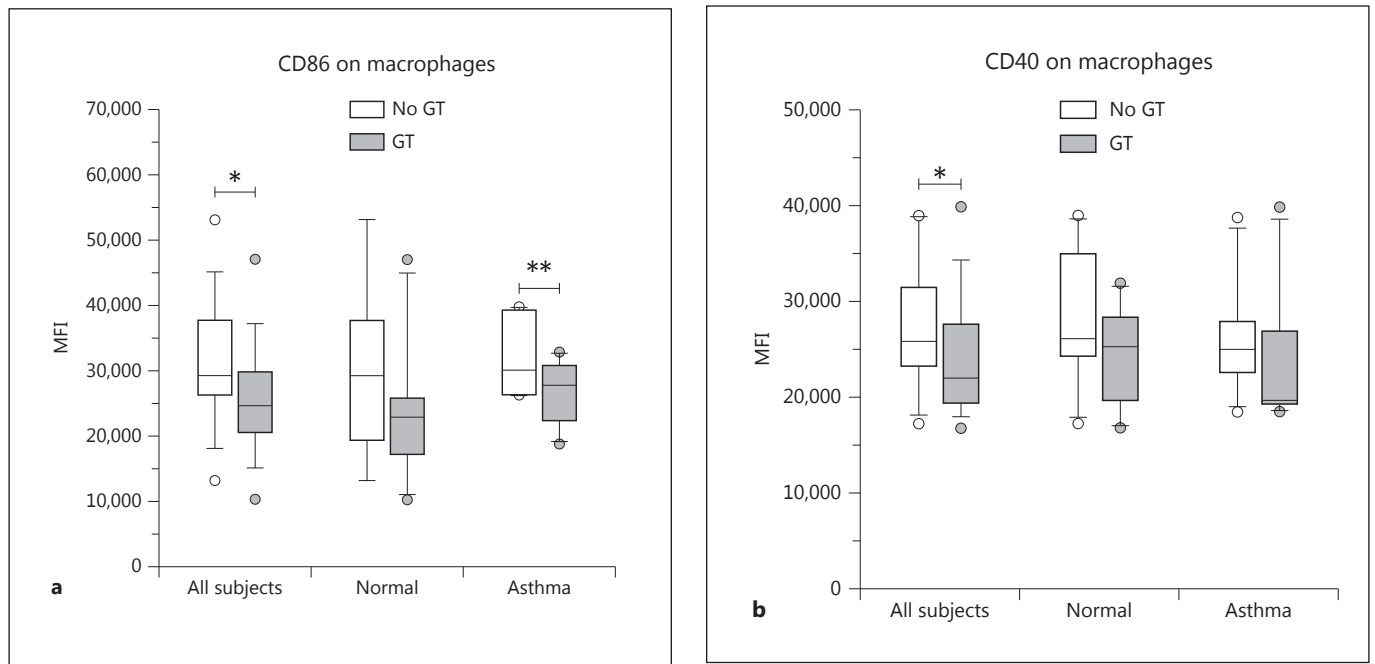 CD86 on macrophages
No GT
GT
70,000
60,000
50,000
40,000
30,000
20,000
10,000
0
MFI
*
**
All subjects
Normal
Asthma
a
CD40 on macrophages
No GT
GT
50,000
40,000
30,000
20,000
10,000
0
MFI
*
All subjects
Normal
Asthma
b